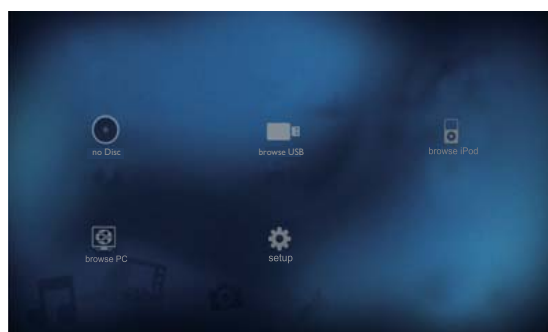 no Disc
browse USB
browse iPod
browse PC
setup